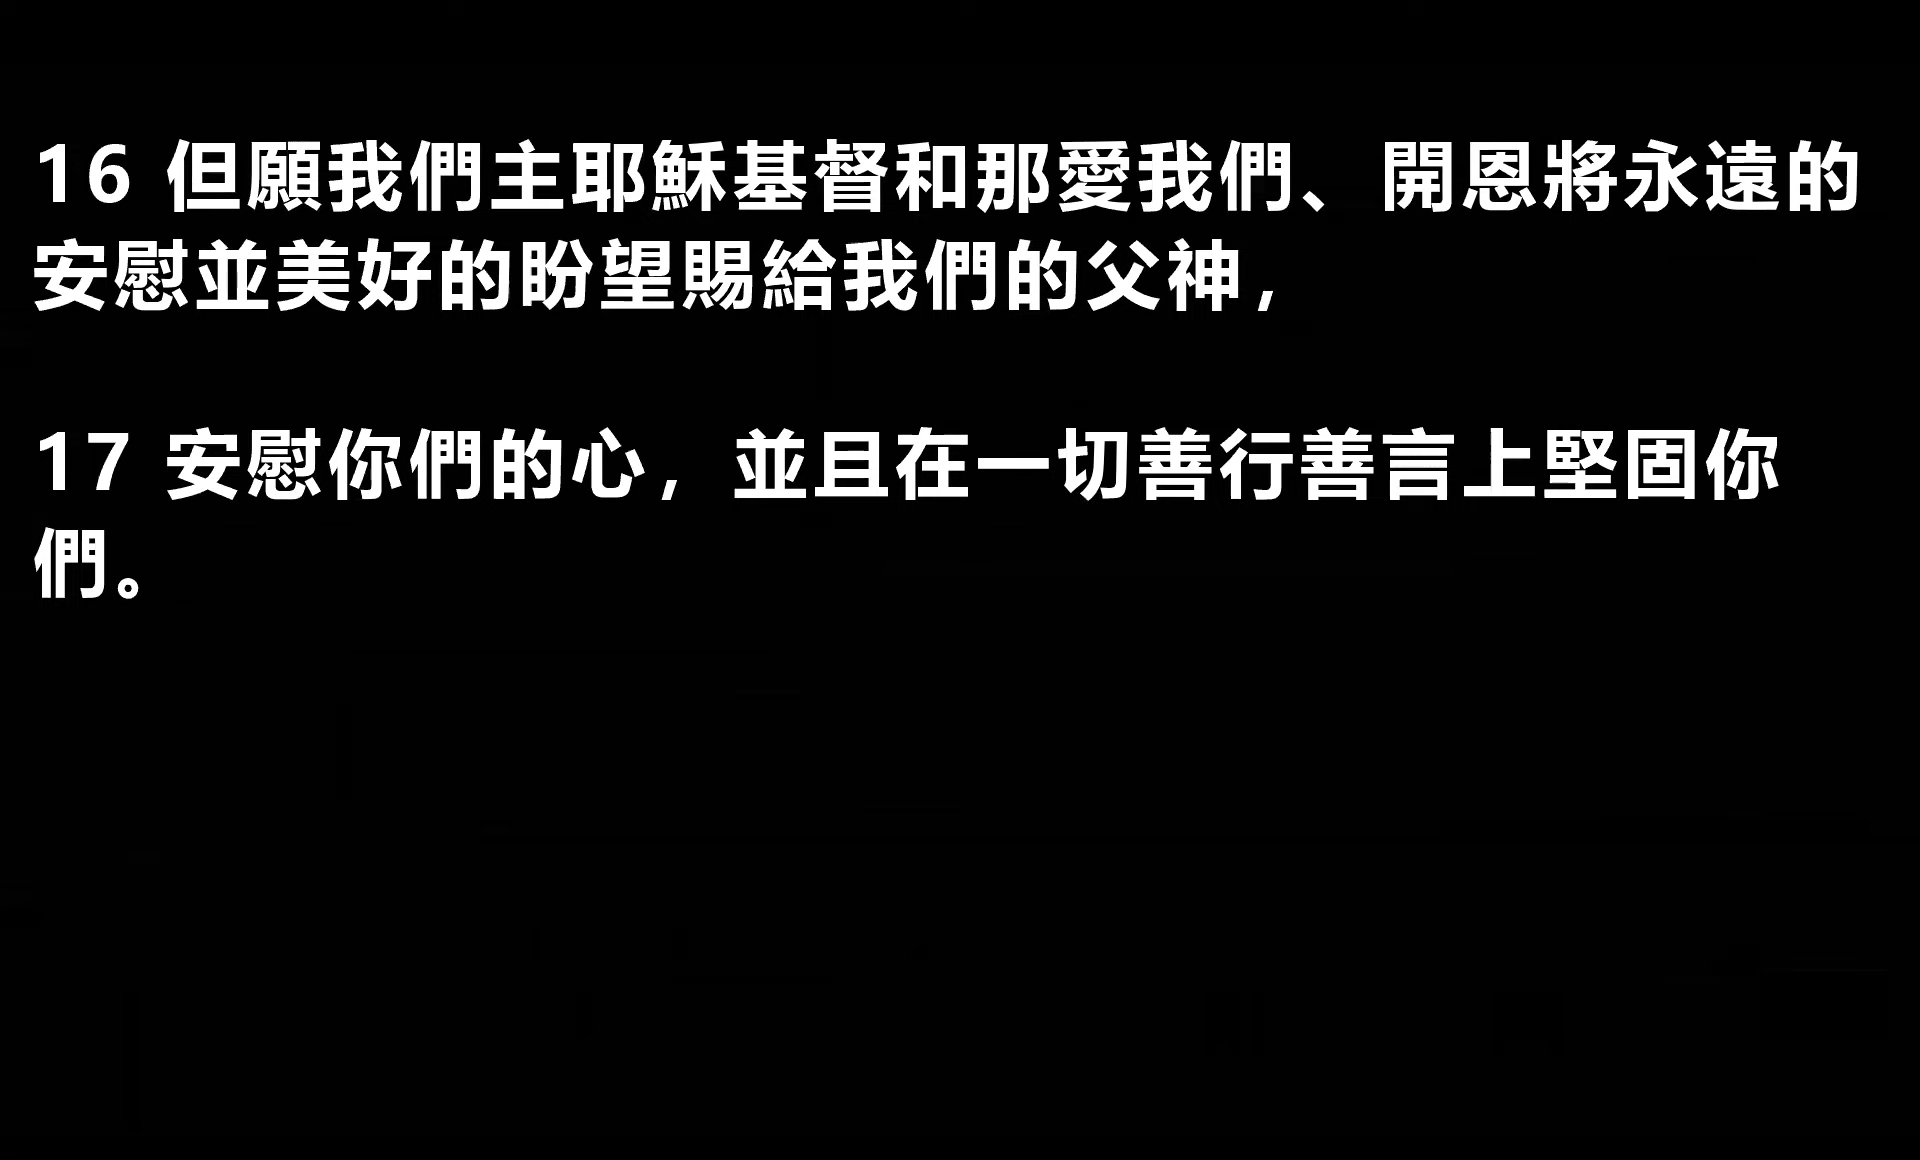 16 但願我們主耶穌基督和那愛我們、開恩將永遠的
安慰並美好的盼望賜給我們的父神，
17 安慰你們的心，並且在一切善行善言上堅固你
們。